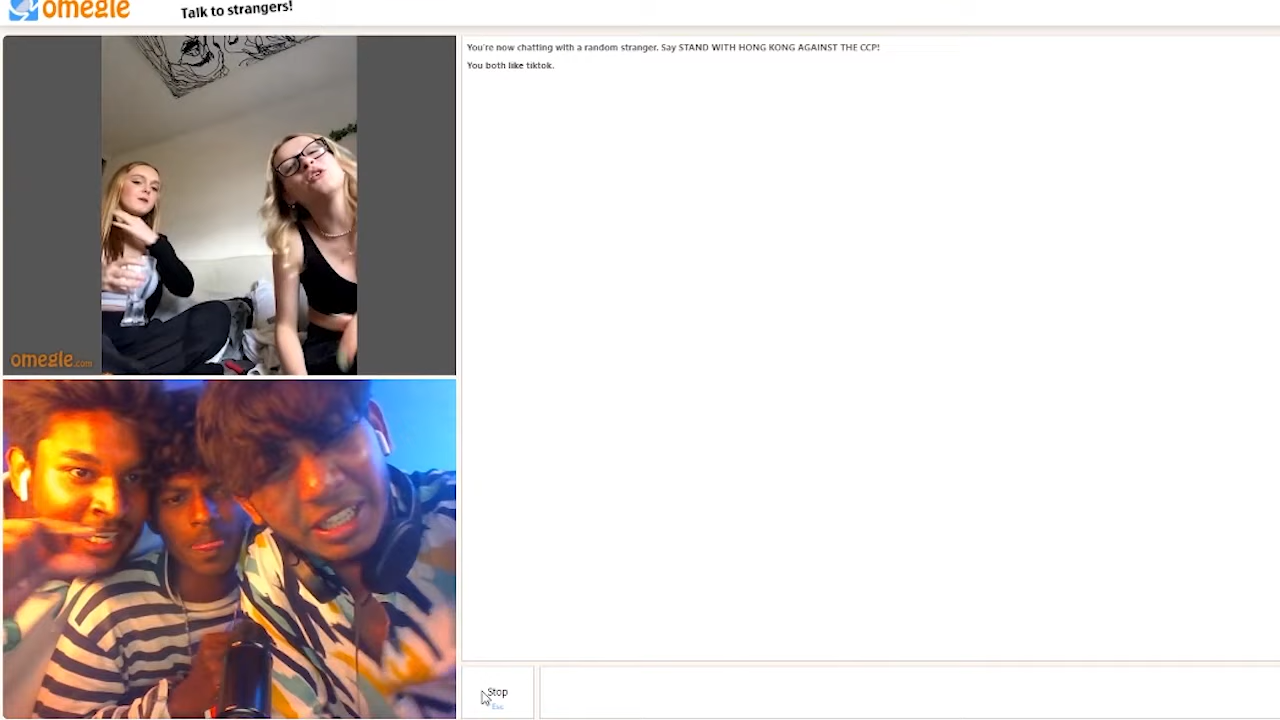 omegle
Talk to strangers!
You're now chatting with a random stranger. Say STAND WITH HONG KONG AGAINST THE CCP!
You both like tiktok.
omegle.com
Stop
Esc